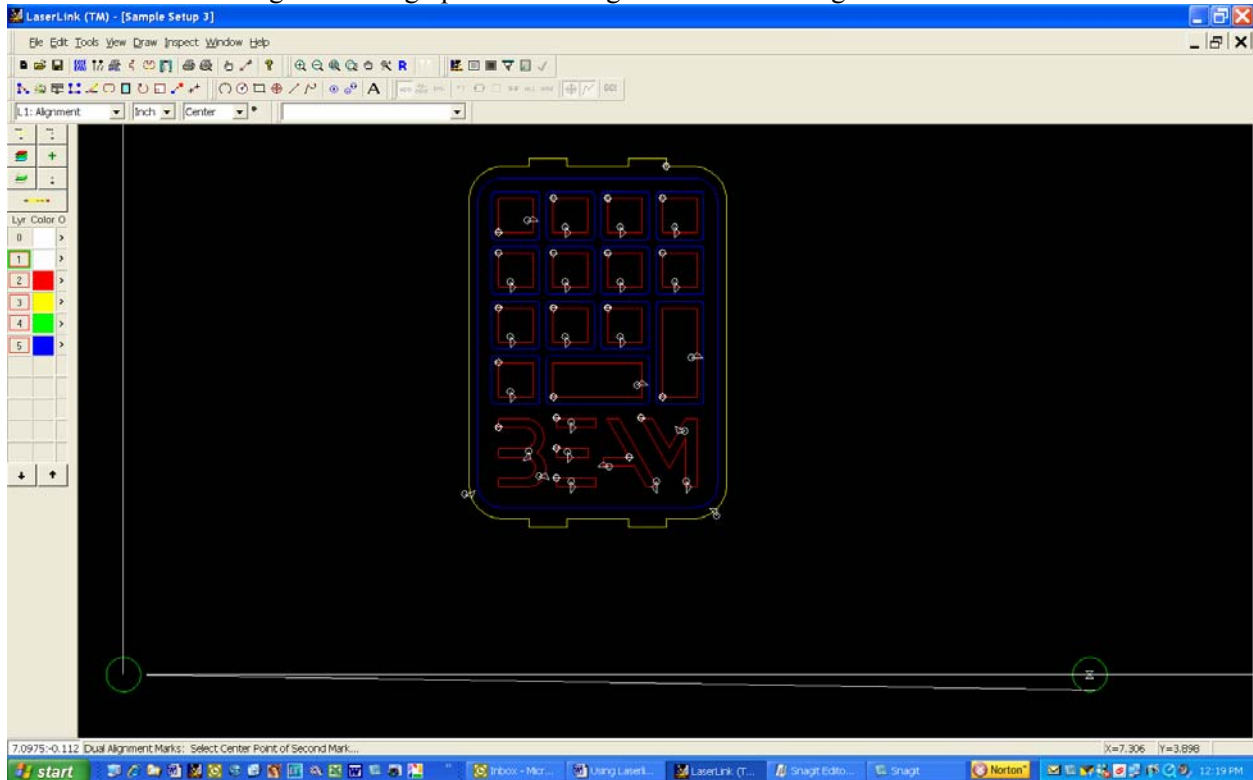 LaserLink (TM) - [Sample Setup 3]
File Edit Tools View Draw Inspect Window Help
R
A
L1: Alignment Inch Center
Lyr Color O
0 >
1 >
2 >
3 >
4 >
5 >
BEAM
7.0975:-0.112 Dual Alignment Marks: Select Center Point of Second Mark... X=7.306 Y=3.898
start Inbox - Micr... Using Laserli... LaserLink (T... SnagIt Edito... SnagIt Norton 12:19 PM